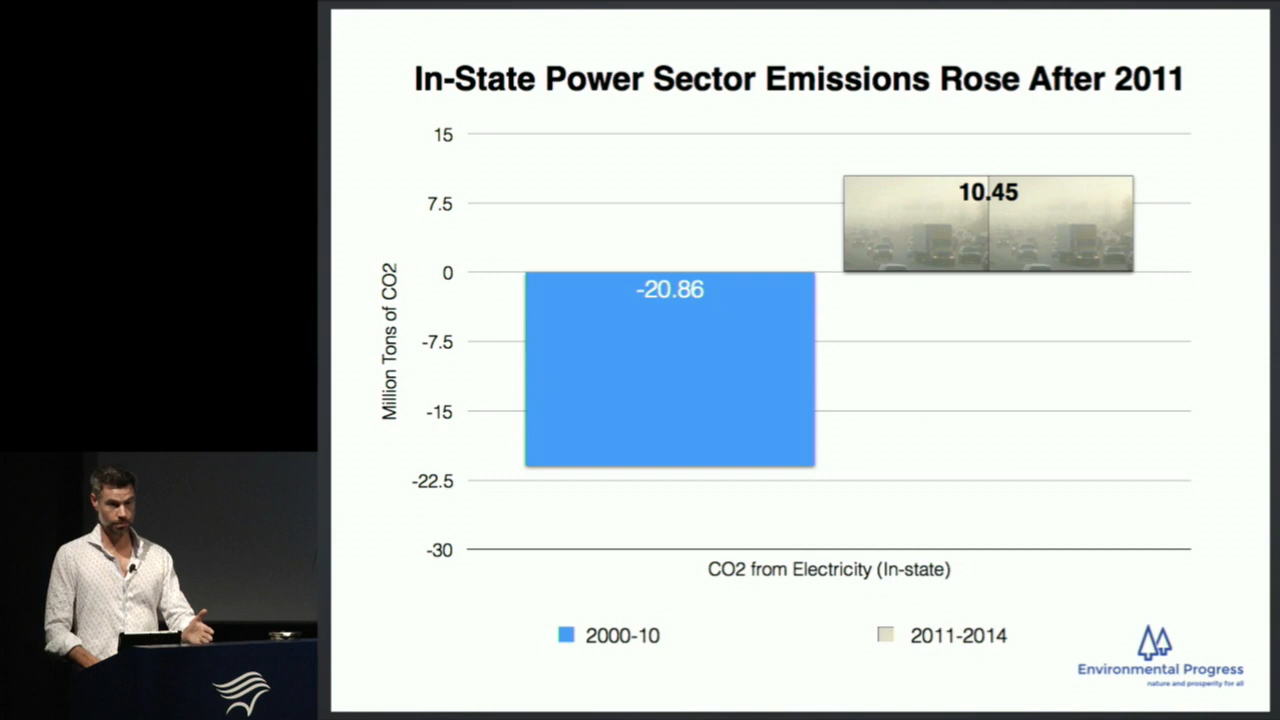 In-State Power Sector Emissions Rose After 2011
15
7.5
0
-7.5
-15
-22.5
-30
Million Tons of CO2
-20.86
10.45
CO2 from Electricity (In-state)
2000-10
2011-2014
Environmental Progress
nature and prosperity for all